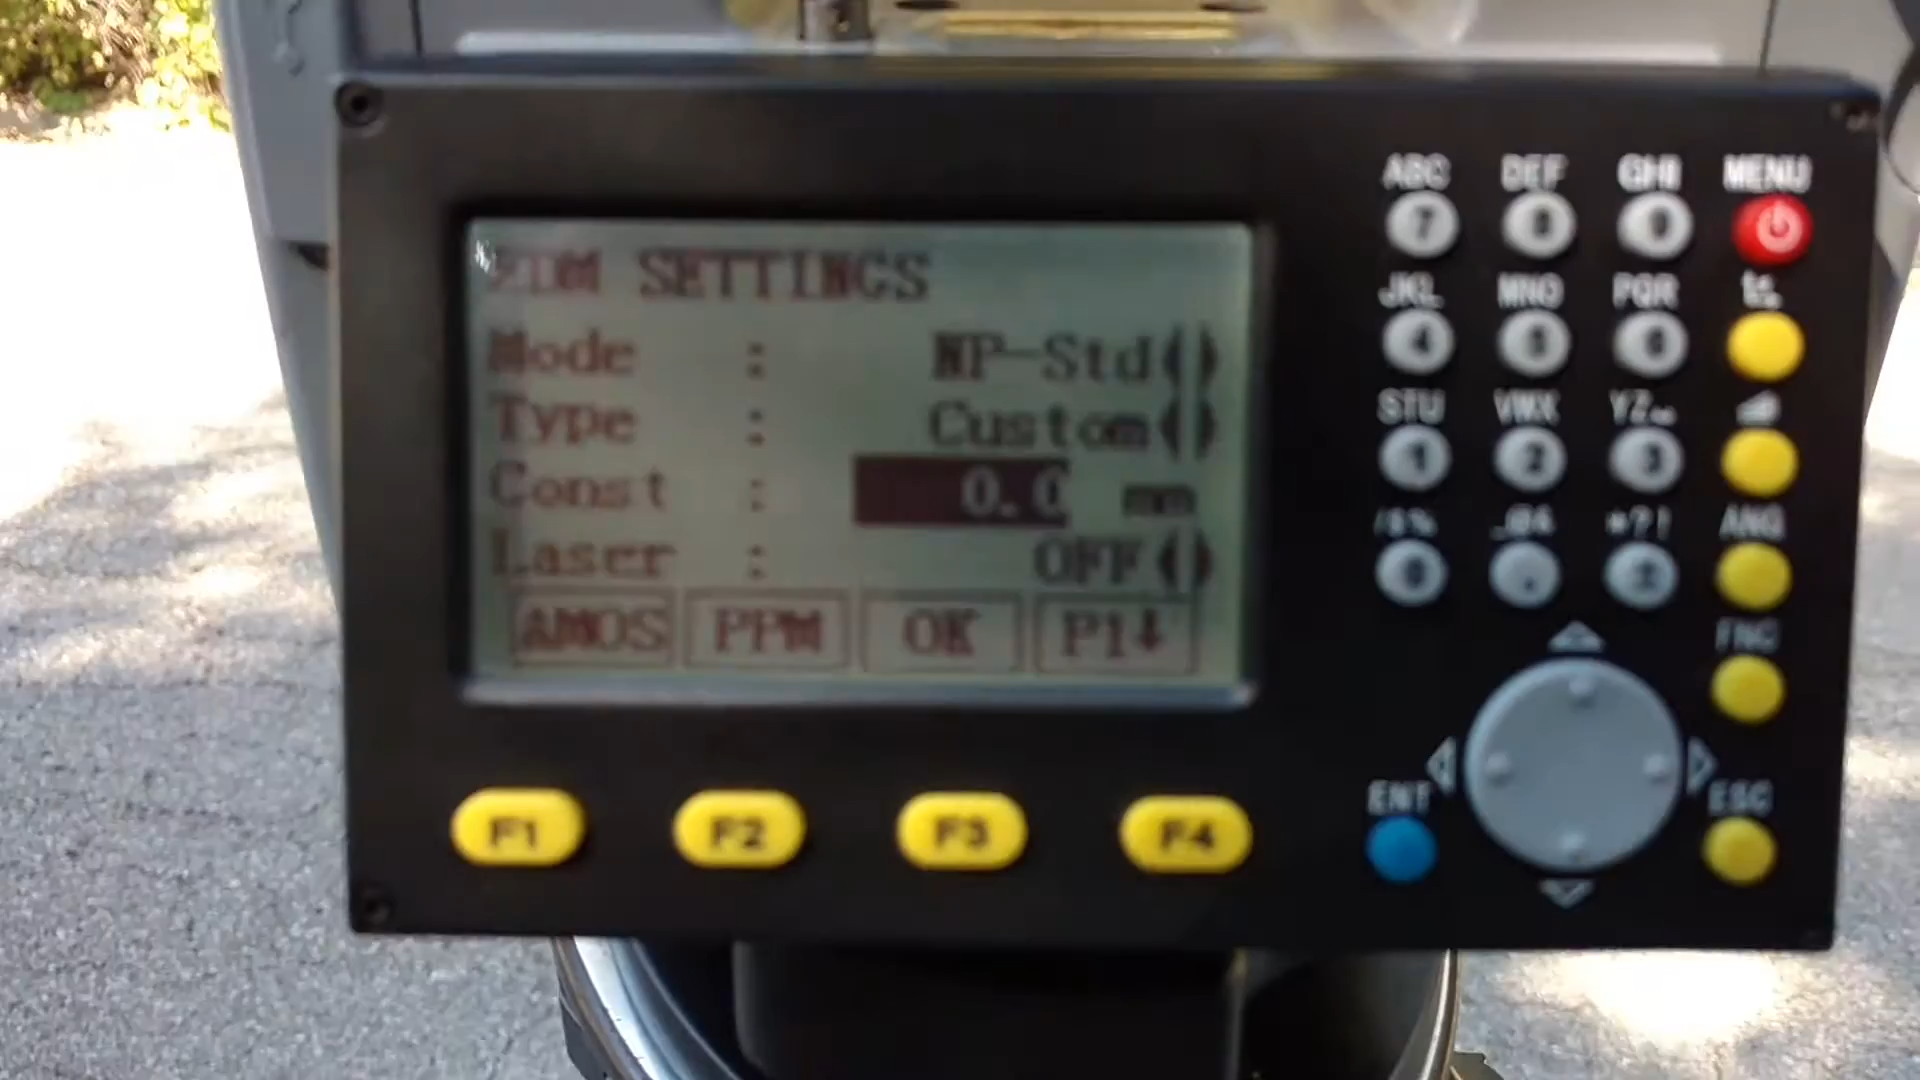 EDM SETTINGS
Mode : NP-Std
Type : Custom
Const : 0.0 mm
Laser : OFF
AMOS PPM OK P1↓
F1 F2 F3 F4
ABC DEF GHI MENU
7 8 9
JKL MNO PQR
4 5 6
STU VWX YZ
1 2 3
/$% _@& *?! ANG
0 . ±
FNC
ENT ESC